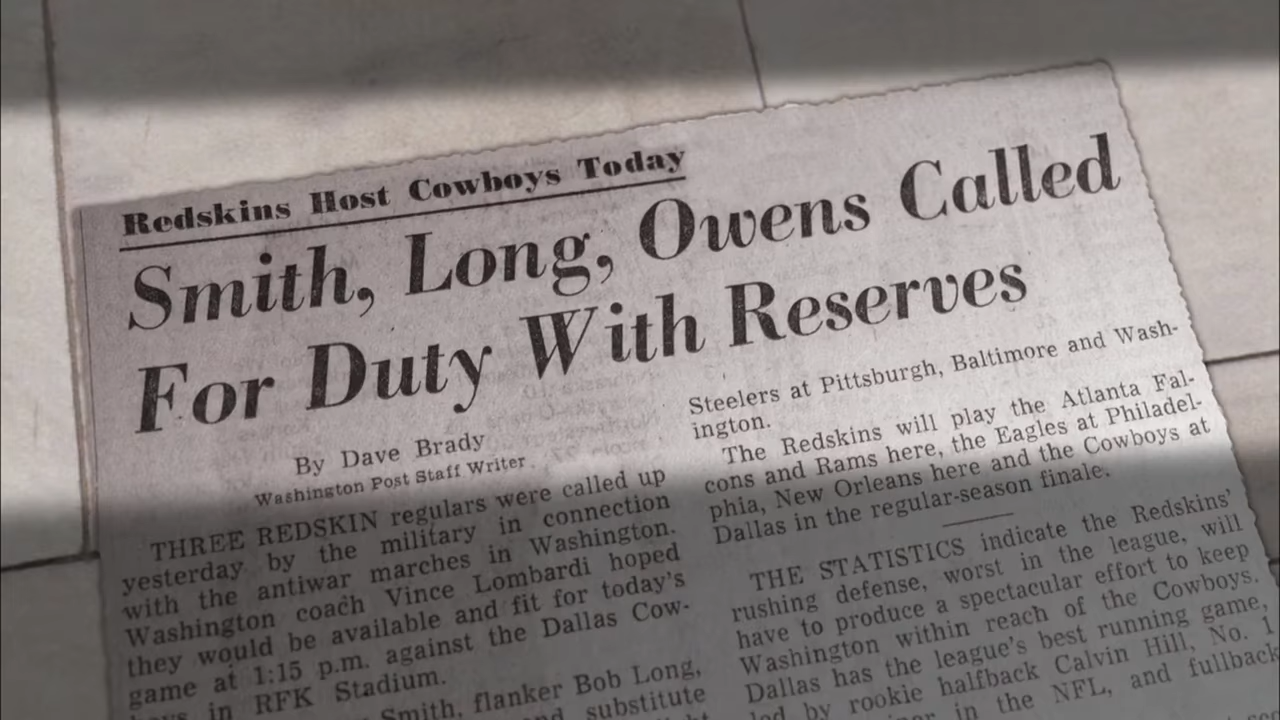 Redskins Host Cowboys Today
Smith, Long, Owens Called
For Duty With Reserves
By Dave Brady
Washington Post Staff Writer
THREE REDSKIN regulars were called up
yesterday by the military in connection
with the antiwar marches in Washington.
Washington coach Vince Lombardi hoped
they would be available and fit for today's
game at 1:15 p.m. against the Dallas Cow-
boys in RFK Stadium.
Smith, flanker Bob Long,
substitute
Steelers at Pittsburgh, Baltimore and Wash-
ington.
The Redskins will play the Atlanta Fal-
cons and Rams here, the Eagles at Philadel-
phia, New Orleans here and the Cowboys at
Dallas in the regular-season finale.
THE STATISTICS indicate the Redskins'
rushing defense, worst in the league, will
have to produce a spectacular effort to keep
Washington within reach of the Cowboys.
Dallas has the league's best running game,
led by rookie halfback Calvin Hill, No. 1
in the NFL, and fullback